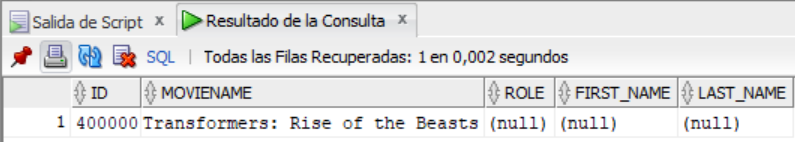 Salida de Script x Resultado de la Consulta x
SQL | Todas las Filas Recuperadas: 1 en 0,002 segundos
ID MOVIENAME ROLE FIRST_NAME LAST_NAME
1 400000 Transformers: Rise of the Beasts (null) (null) (null)